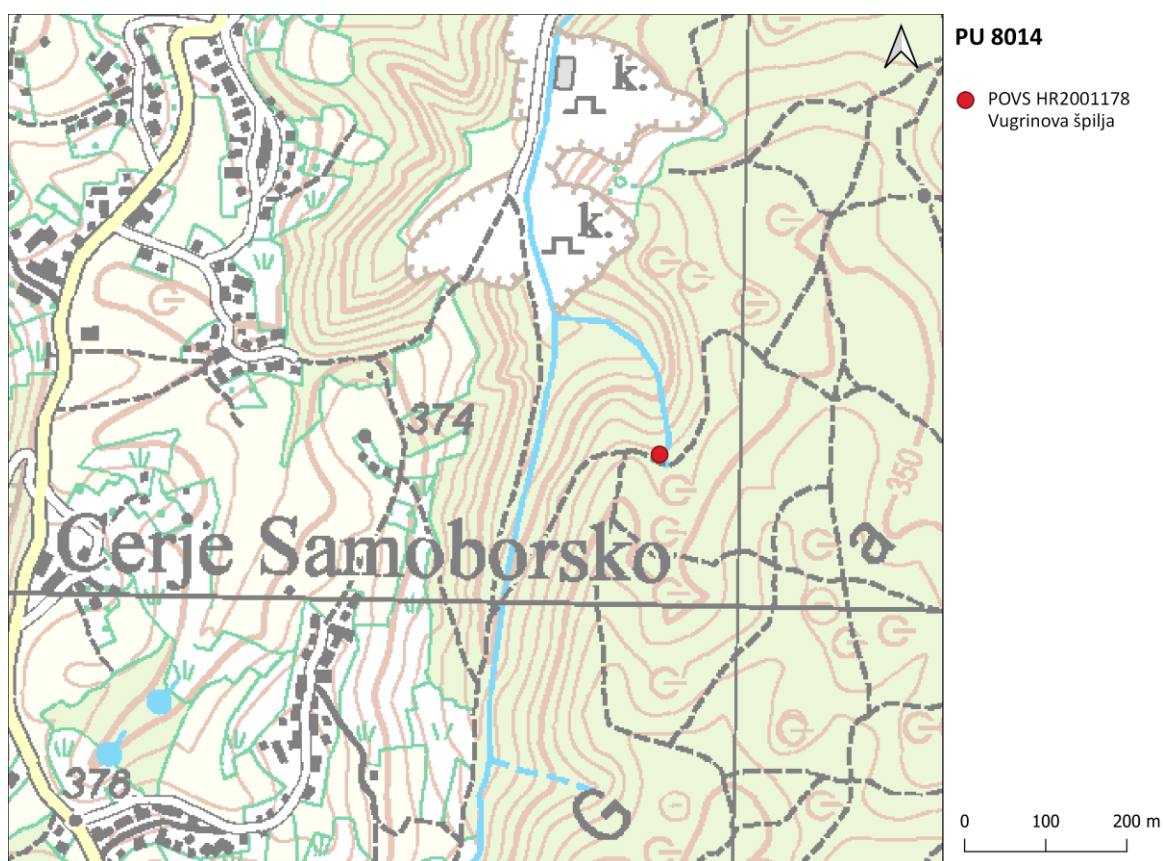 PU 8014
POVS HR2001178
Vugrinova špilja
k.
k.
374
350
a
Cerje Samoborsko
378
G
0 100 200 m